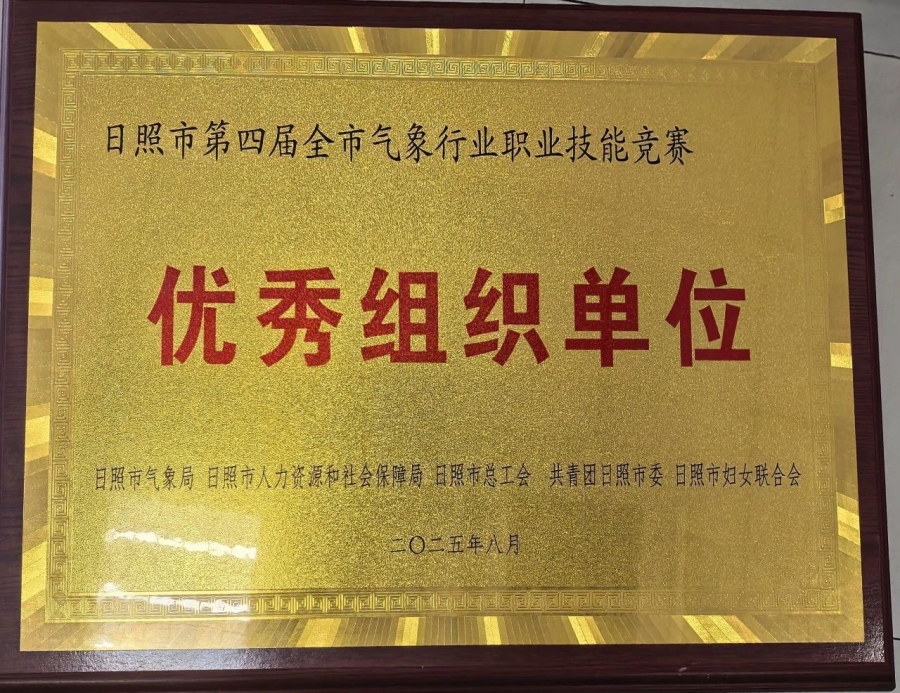 日照市第四届全市气象行业职业技能竞赛
优秀组织单位
日照市气象局 日照市人力资源和社会保障局 日照市总工会 共青团日照市委 日照市妇女联合会
二〇二五年八月